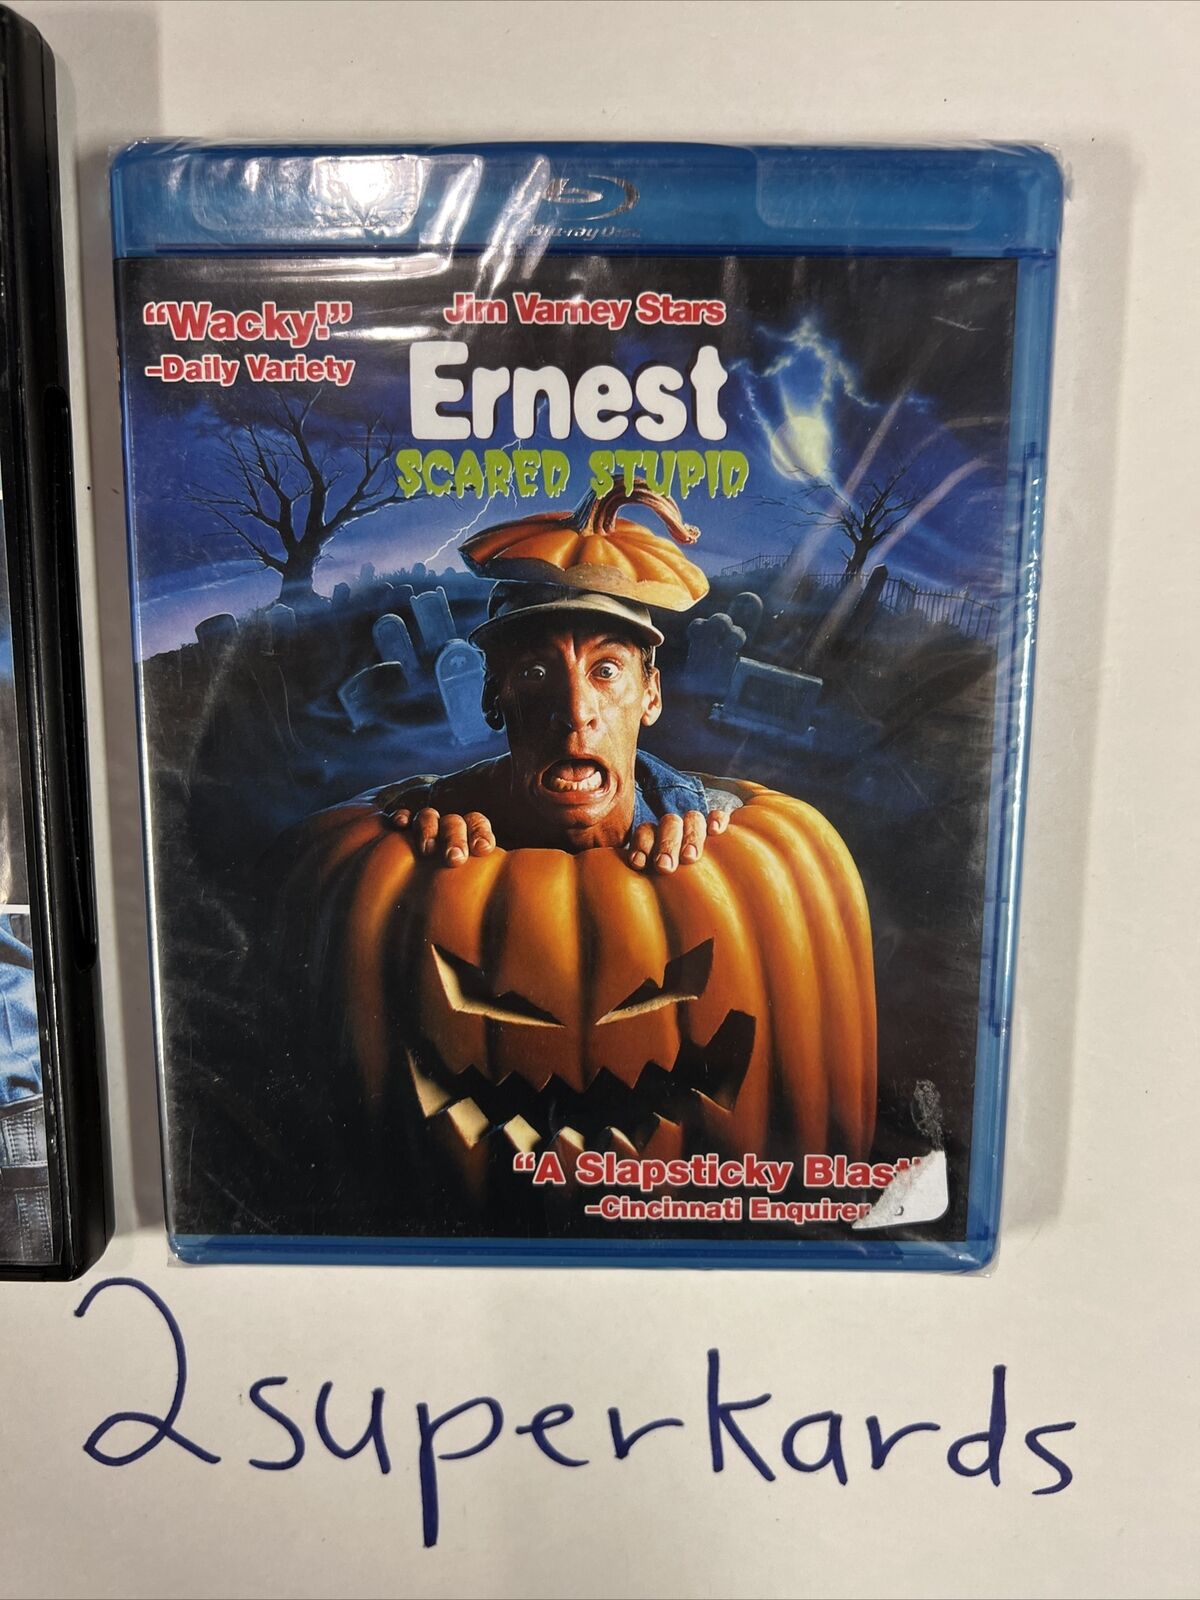 Blu-ray Disc
"Wacky!"
–Daily Variety
Jim Varney Stars
Ernest
SCARED STUPID
"A Slapsticky Blast!"
–Cincinnati Enquirer
2superkards